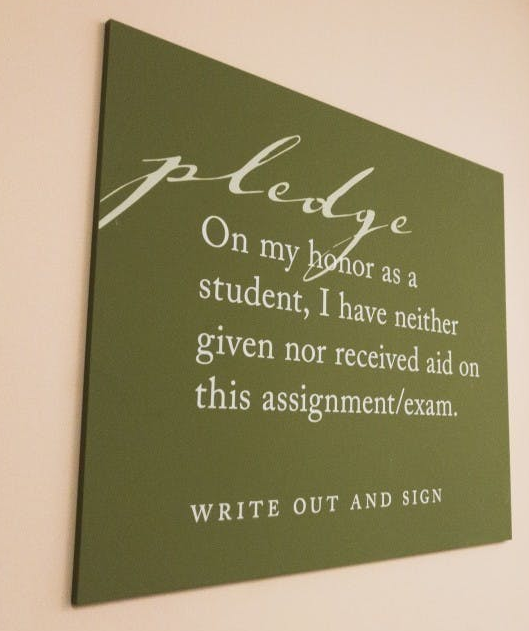 pledge
On my honor as a
student, I have neither
given nor received aid on
this assignment/exam.
WRITE OUT AND SIGN